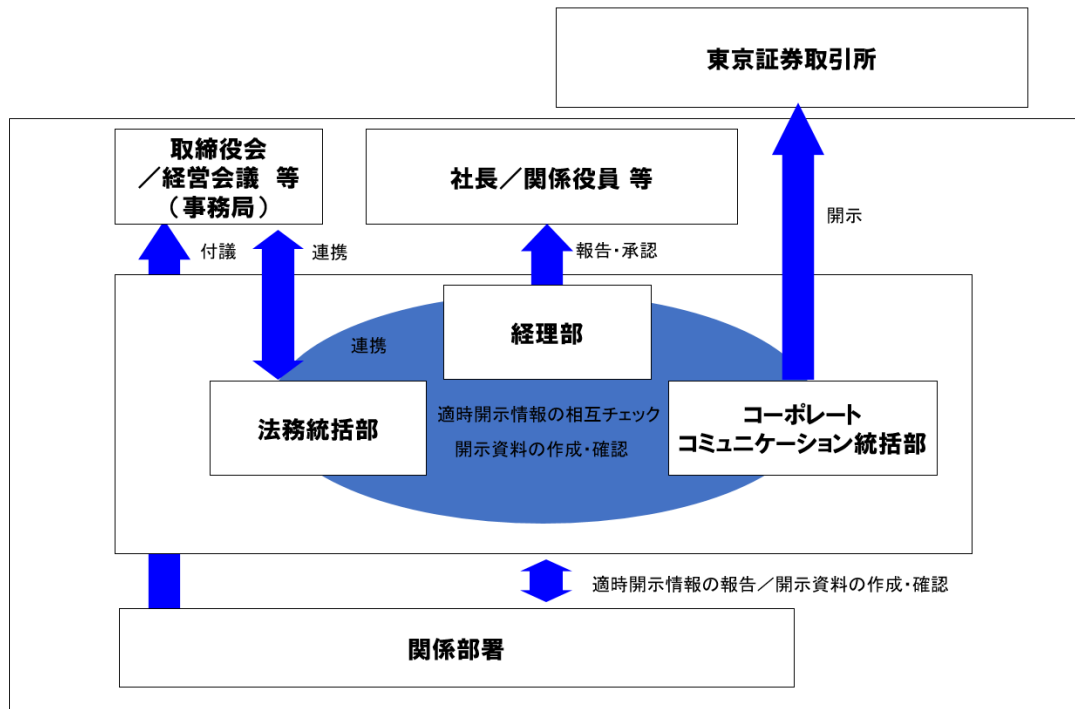 東京証券取引所
取締役会
／経営会議 等
（事務局）
社長／関係役員 等
開示
付議
連携
報告・承認
経理部
連携
法務統括部
適時開示情報の相互チェック
開示資料の作成・確認
コーポレート
コミュニケーション統括部
適時開示情報の報告／開示資料の作成・確認
関係部署